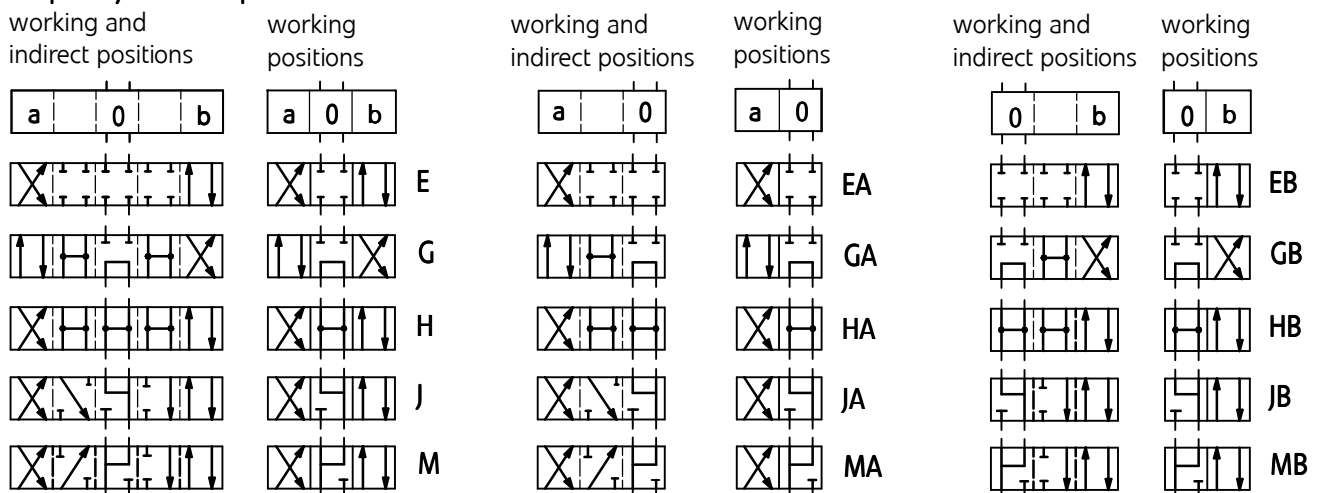 working and
indirect positions
working
positions
working and
indirect positions
working
positions
working and
indirect positions
working
positions
a 0 b
a 0 b
a 0
a 0
0 b
0 b
E
EA
EB
G
GA
GB
H
HA
HB
J
JA
JB
M
MA
MB